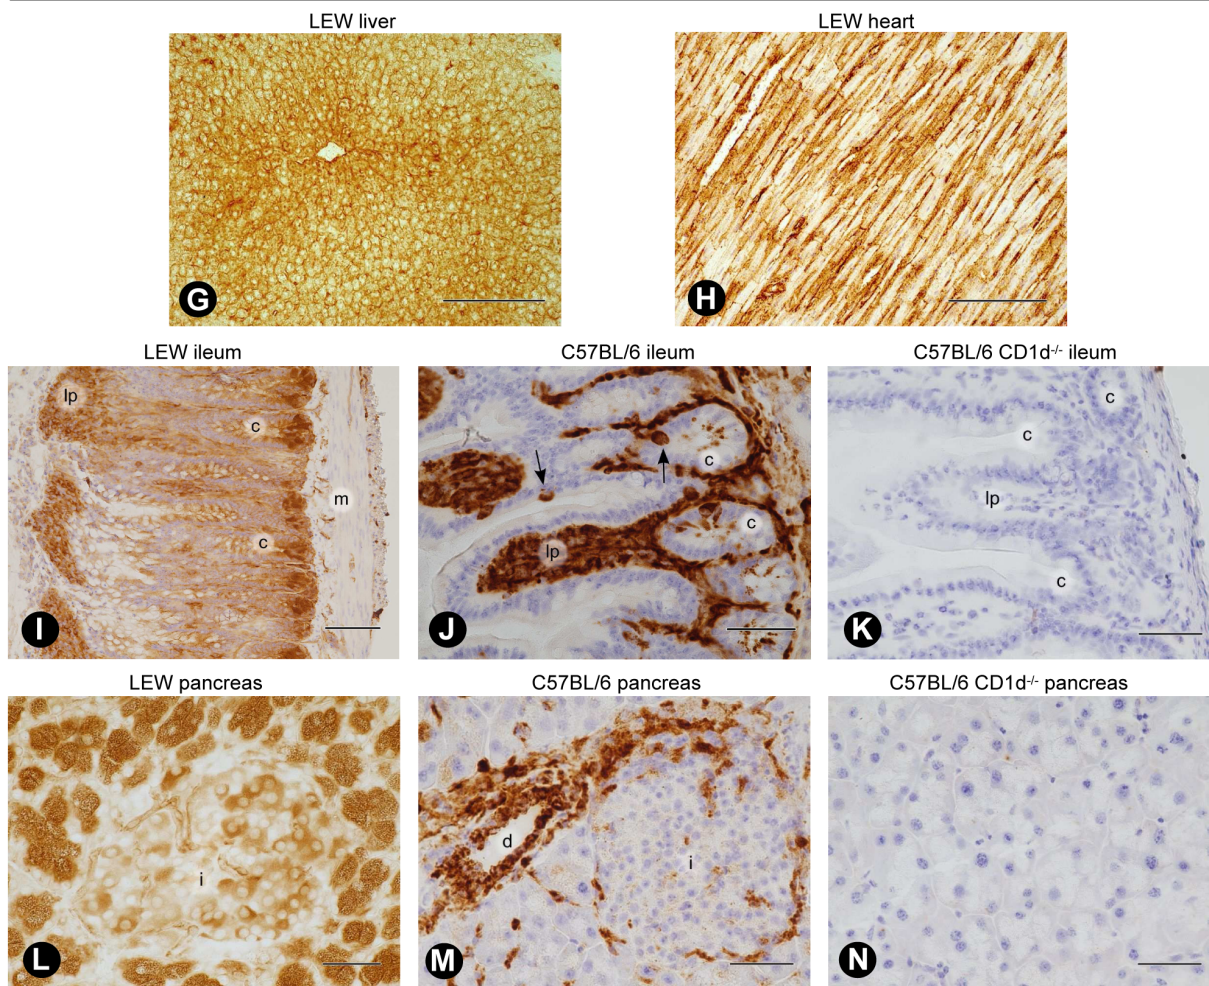 LEW liver
LEW heart
G
H
LEW ileum
C57BL/6 ileum
C57BL/6 CD1d-/- ileum
lp
c
c
m
I
c
lp
c
J
c
c
lp
c
K
LEW pancreas
C57BL/6 pancreas
C57BL/6 CD1d-/- pancreas
i
L
d
i
M
N